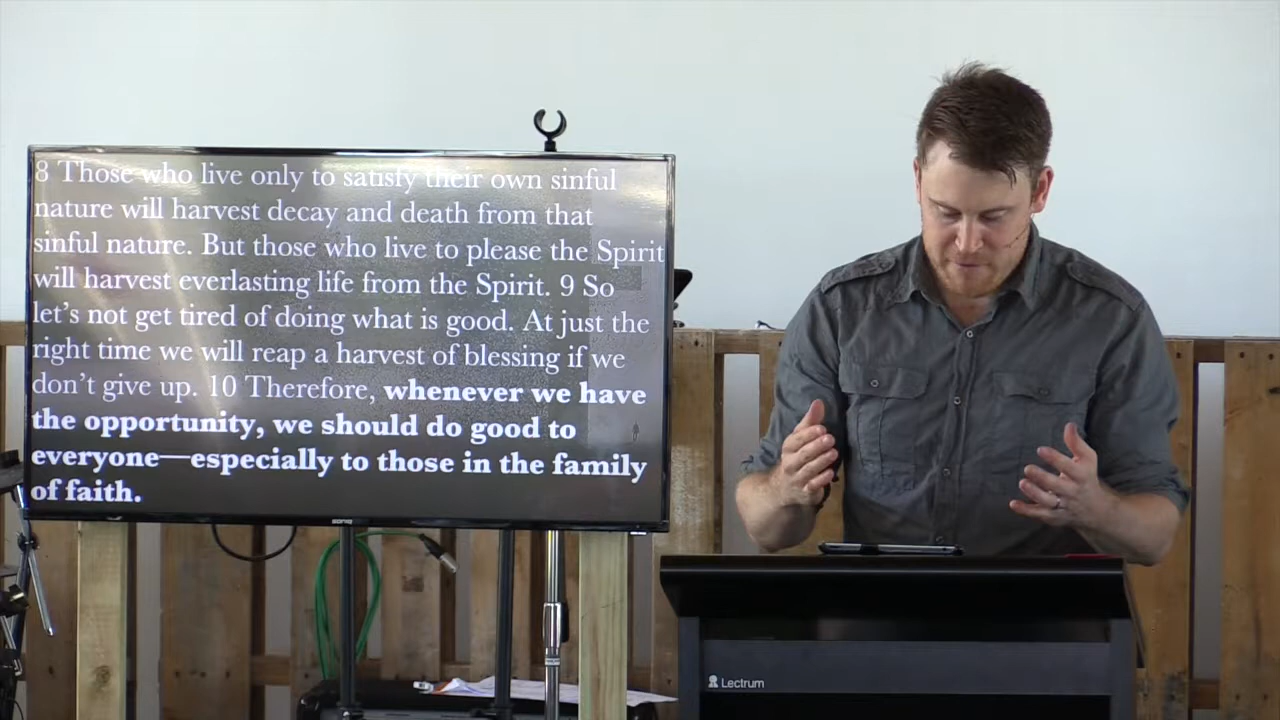 8 Those who live only to satisfy their own sinful
nature will harvest decay and death from that
sinful nature. But those who live to please the Spirit
will harvest everlasting life from the Spirit. 9 So
let's not get tired of doing what is good. At just the
right time we will reap a harvest of blessing if we
don't give up. 10 Therefore, whenever we have
the opportunity, we should do good to
everyone—especially to those in the family
of faith.
Lectrum